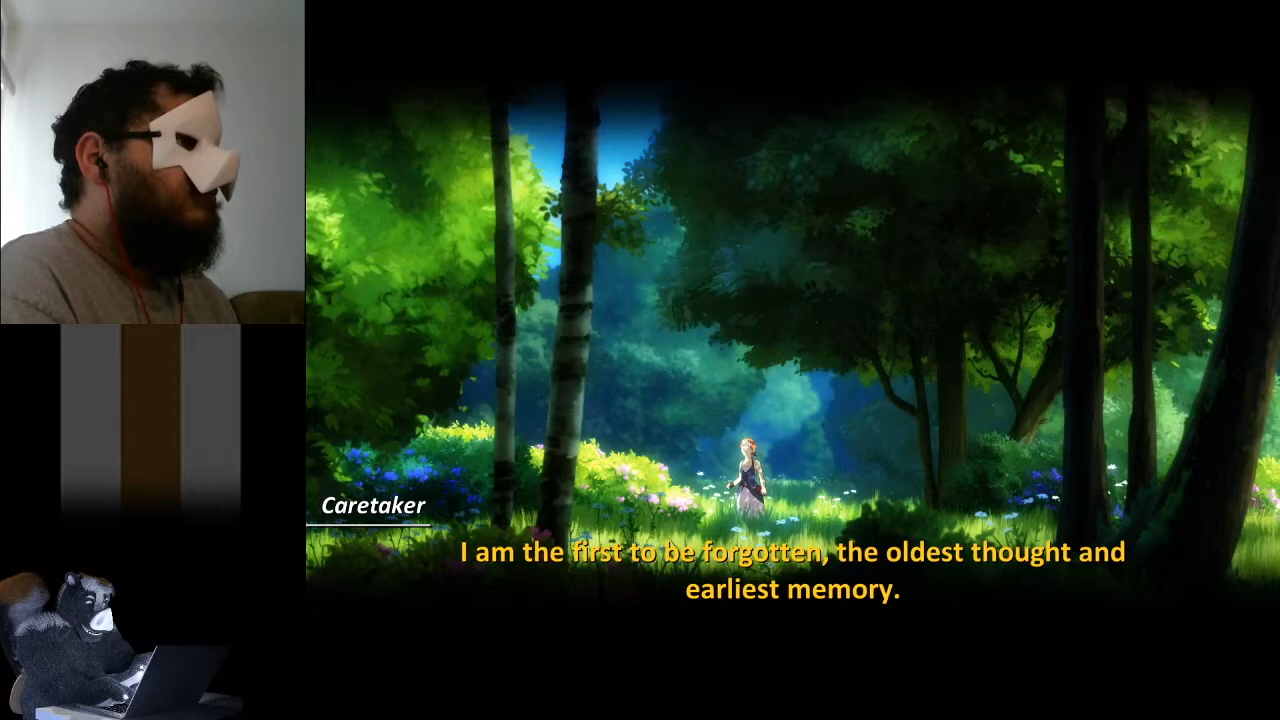 Caretaker
I am the first to be forgotten, the oldest thought and
earliest memory.